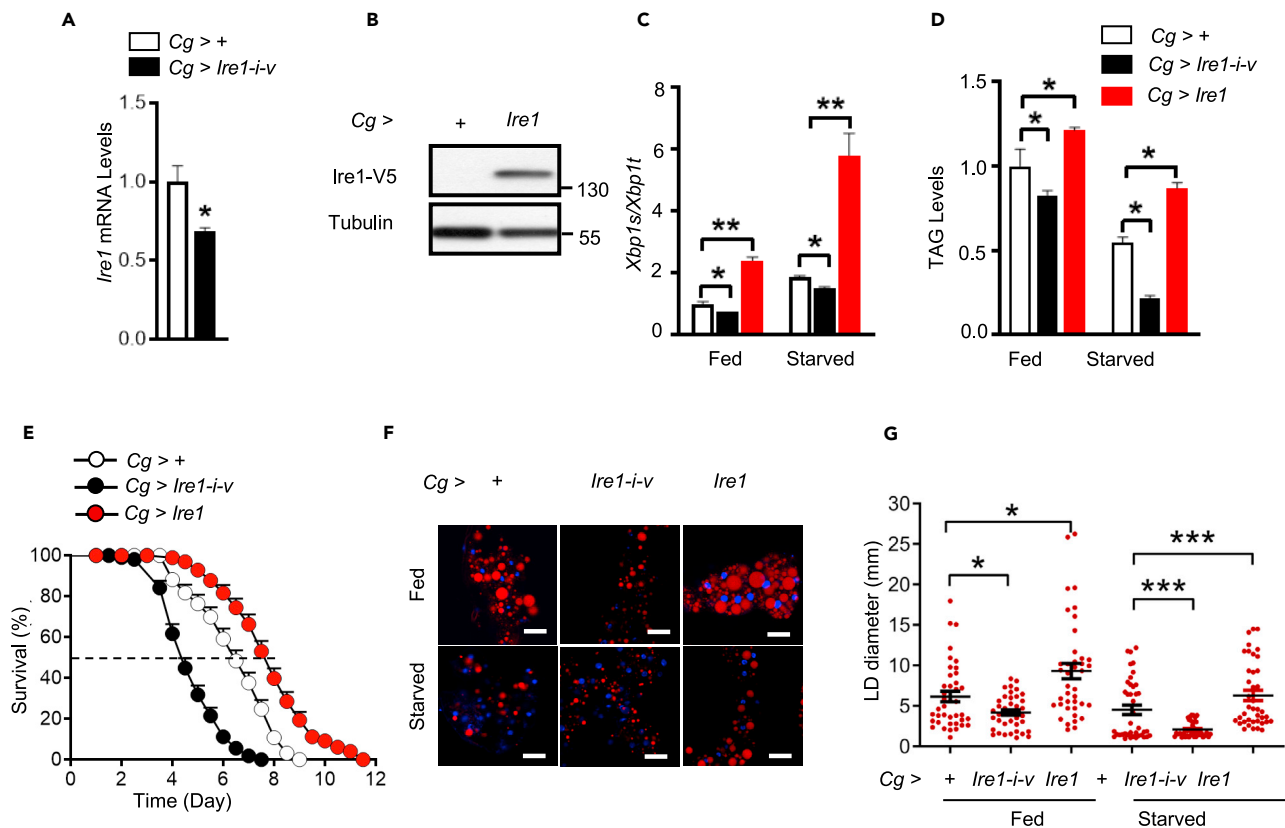 A
Cg > +
Cg > Ire1-i-v
Ire1 mRNA Levels
1.5
1.0
0.5
0.0
*
B
Cg > + Ire1
Ire1-V5
130
Tubulin
55
C
Xbp1s/Xbp1t
8
6
4
2
0
** * * **
Fed Starved
D
Cg > +
Cg > Ire1-i-v
Cg > Ire1
TAG Levels
1.5
1.0
0.5
1.0
* * * *
Fed Starved
E
Cg > +
Cg > Ire1-i-v
Cg > Ire1
Survival (%)
100
80
60
40
20
0
0 2 4 6 8 10 12
Time (Day)
F
Cg > + Ire1-i-v Ire1
Fed
Starved
G
LD diameter (mm)
30
25
20
15
10
5
0
* * *** ***
Cg > + Ire1-i-v Ire1 + Ire1-i-v Ire1
Fed Starved